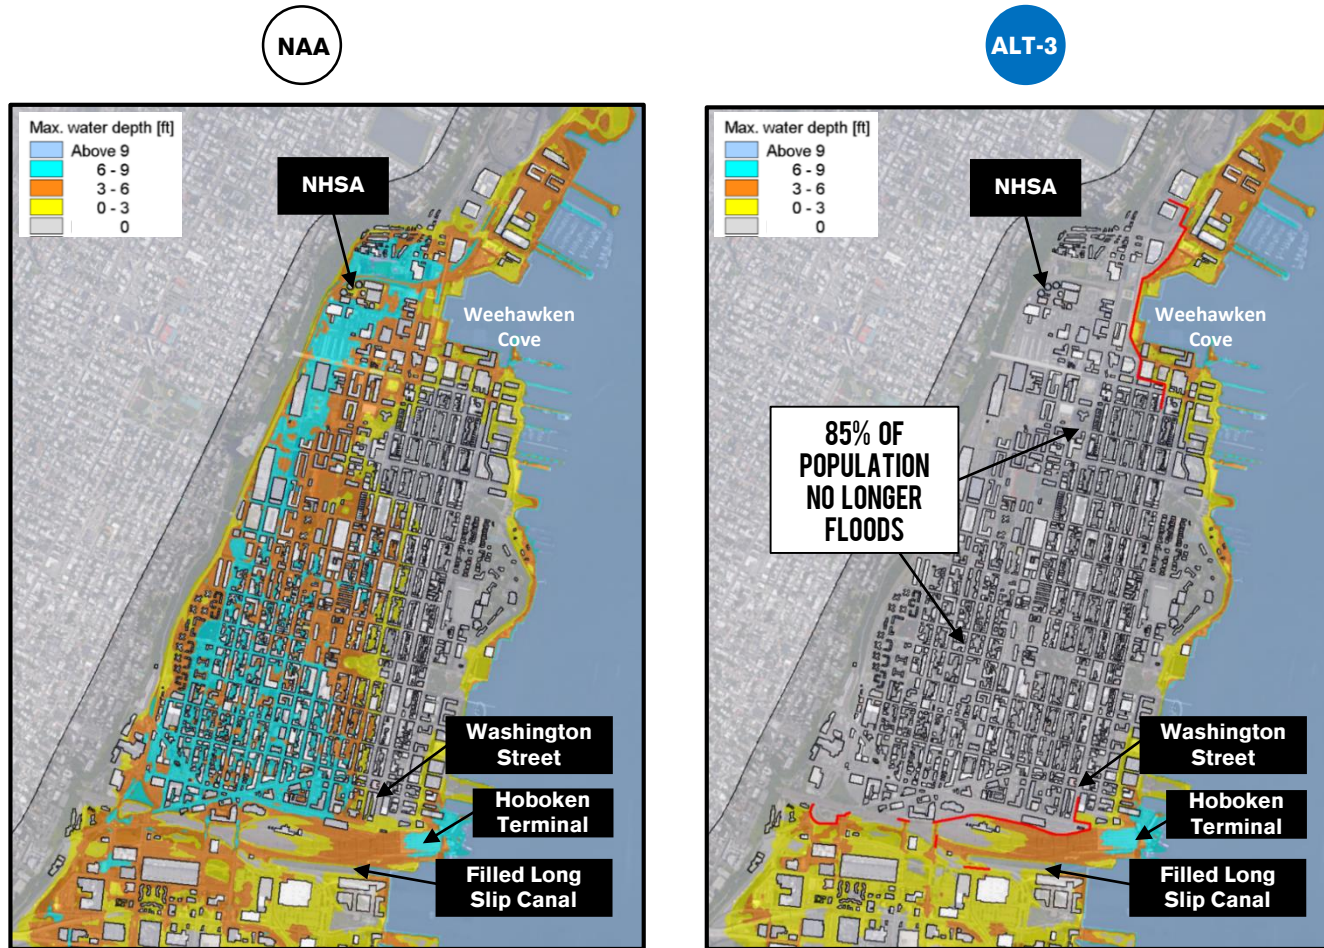 NAA
ALT-3
Max. water depth [ft]
Above 9
6 - 9
3 - 6
0 - 3
0
NHSA
Weehawken
Cove
Washington
Street
Hoboken
Terminal
Filled Long
Slip Canal
Max. water depth [ft]
Above 9
6 - 9
3 - 6
0 - 3
0
NHSA
Weehawken
Cove
85% OF
POPULATION
NO LONGER
FLOODS
Washington
Street
Hoboken
Terminal
Filled Long
Slip Canal